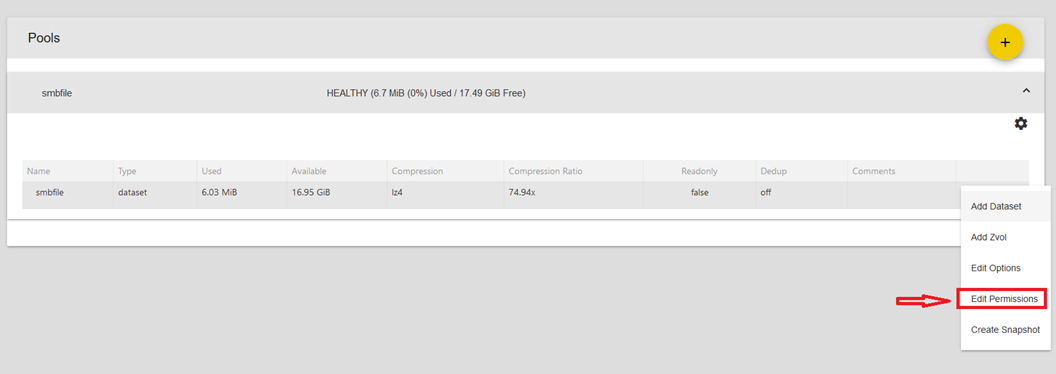 Pools
+
smbfile HEALTHY (6.7 MiB (0%) Used / 17.49 GiB Free)
Name Type Used Available Compression Compression Ratio Readonly Dedup Comments
smbfile dataset 6.03 MiB 16.95 GiB lz4 74.94x false off
Add Dataset
Add Zvol
Edit Options
Edit Permissions
Create Snapshot